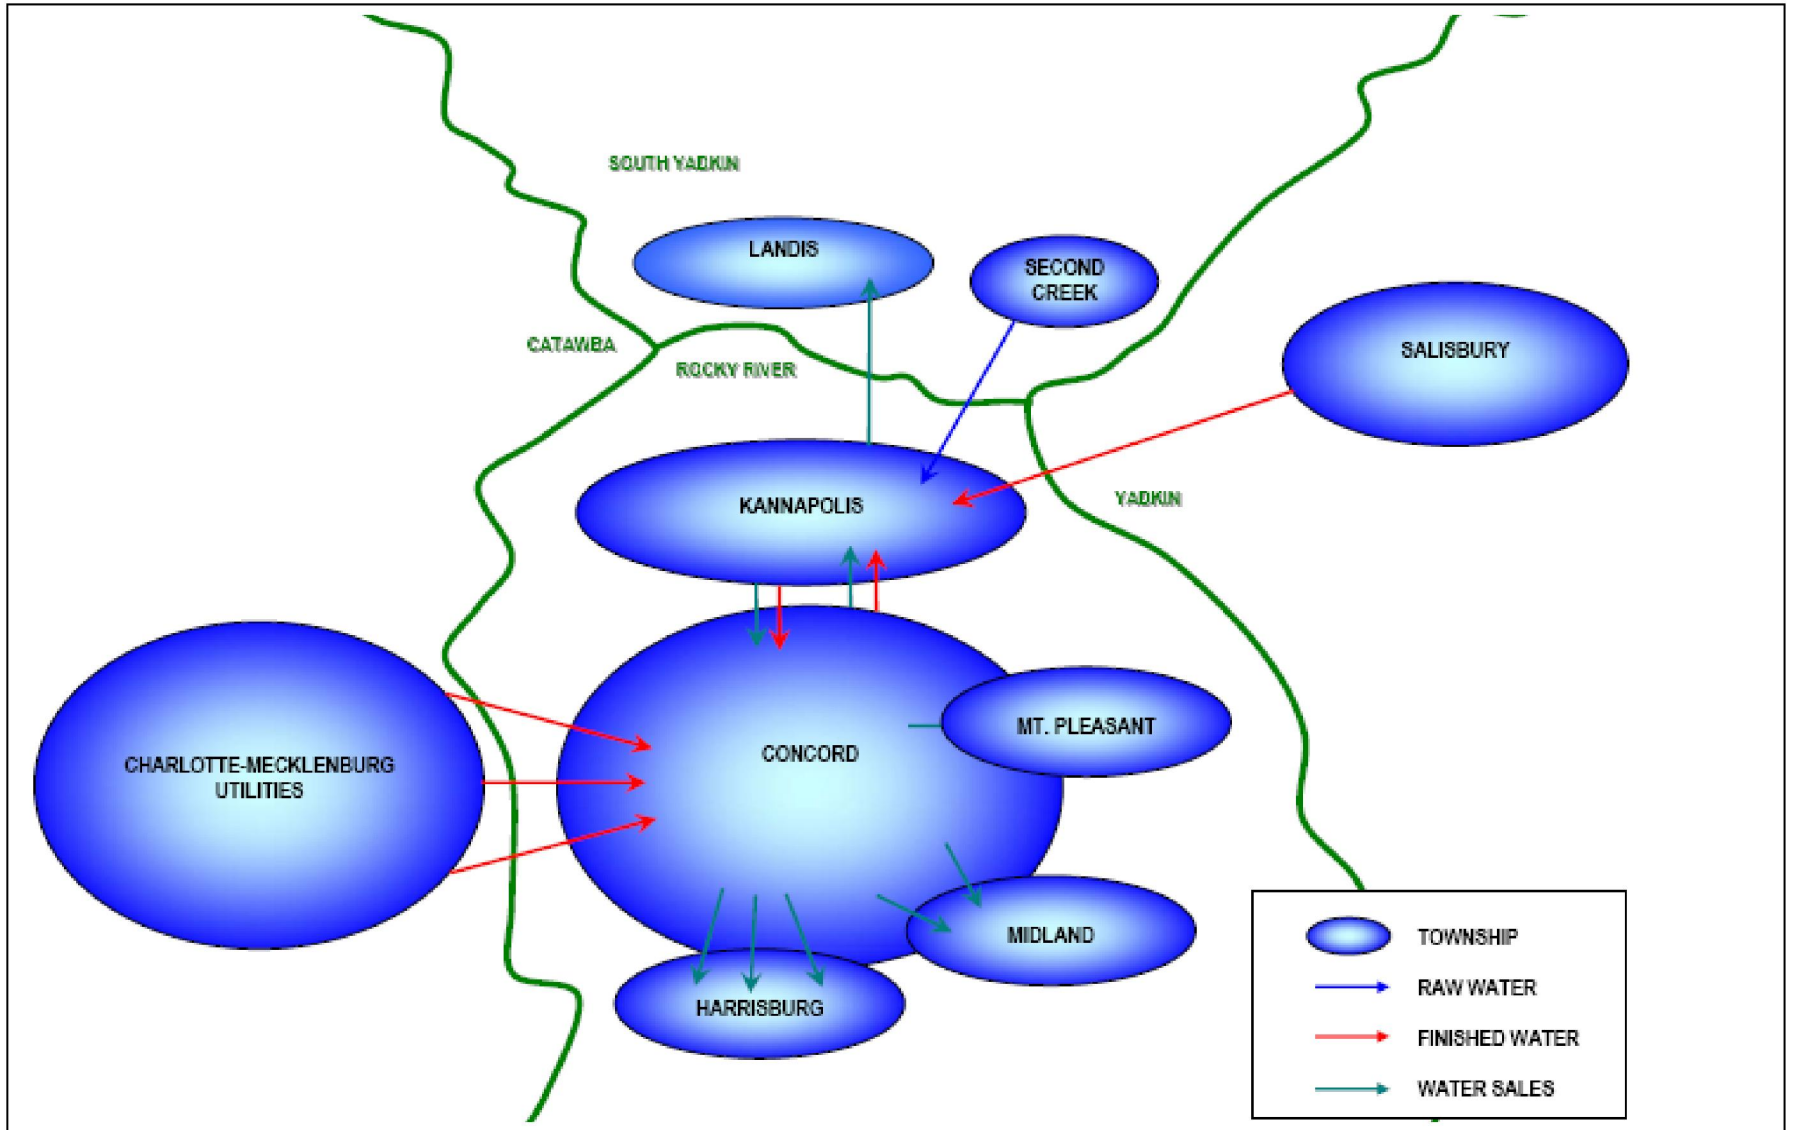 SOUTH YADKIN
LANDIS
SECOND
CREEK
SALISBURY
CATAWBA
ROCKY RIVER
KANNAPOLIS
YADKIN
MT. PLEASANT
CONCORD
CHARLOTTE-MECKLENBURG
UTILITIES
MIDLAND
HARRISBURG
TOWNSHIP
RAW WATER
FINISHED WATER
WATER SALES